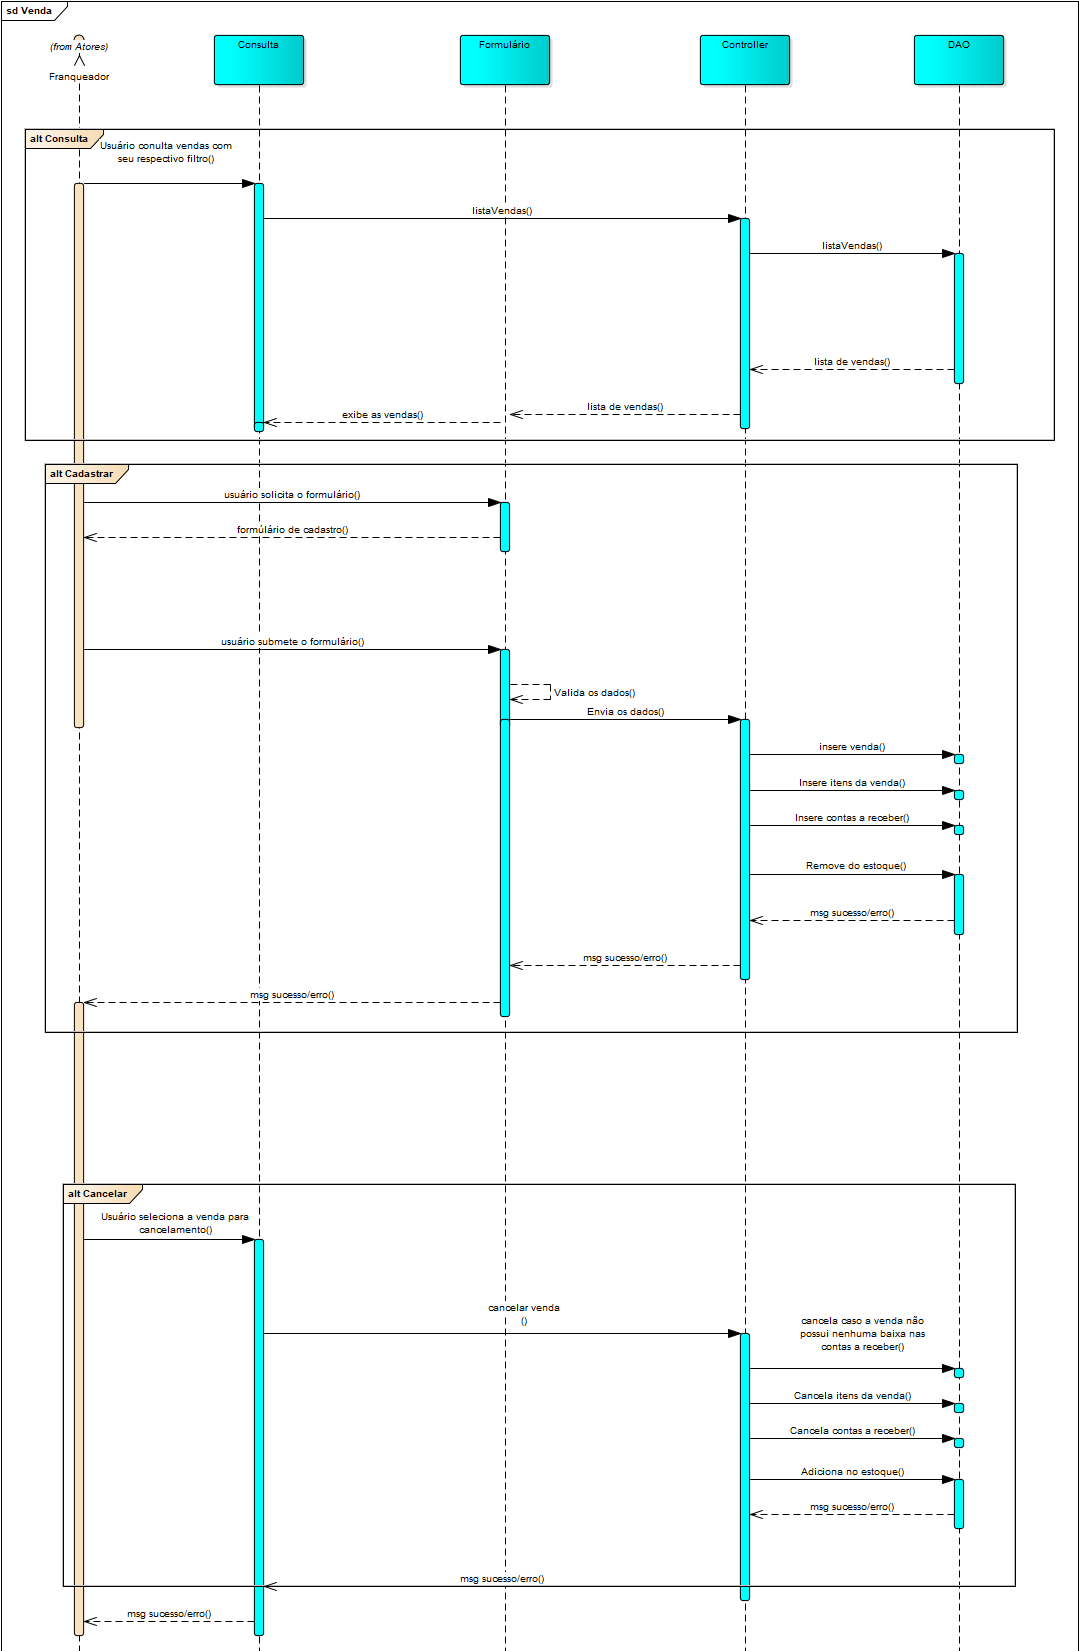 sd Venda
(from Atores)
Franqueador
Consulta
Formulário
Controller
DAO
alt Consulta
Usuário conulta vendas com
seu respectivo filtro()
listaVendas()
listaVendas()
lista de vendas()
lista de vendas()
exibe as vendas()
alt Cadastrar
usuário solicita o formulário()
formúlário de cadastro()
usuário submete o formulário()
Valida os dados()
Envia os dados()
insere venda()
Insere itens da venda()
Insere contas a receber()
Remove do estoque()
msg sucesso/erro()
msg sucesso/erro()
msg sucesso/erro()
alt Cancelar
Usuário seleciona a venda para
cancelamento()
cancelar venda
()
cancela caso a venda não
possui nenhuma baixa nas
contas a receber()
Cancela itens da venda()
Cancela contas a receber()
Adiciona no estoque()
msg sucesso/erro()
msg sucesso/erro()
msg sucesso/erro()